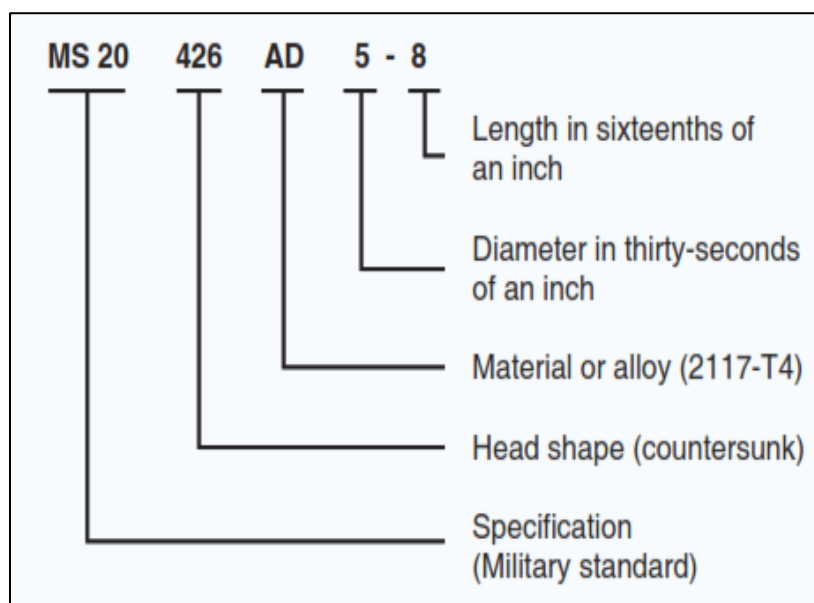 MS 20 426 AD 5 - 8
Length in sixteenths of
an inch
Diameter in thirty-seconds
of an inch
Material or alloy (2117-T4)
Head shape (countersunk)
Specification
(Military standard)